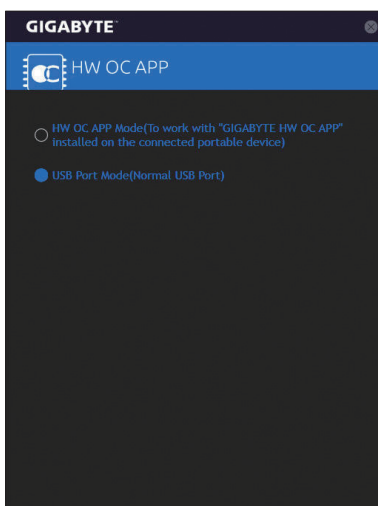 GIGABYTE™
HW OC APP
HW OC APP Mode(To work with "GIGABYTE HW OC APP"
installed on the connected portable device)
USB Port Mode(Normal USB Port)